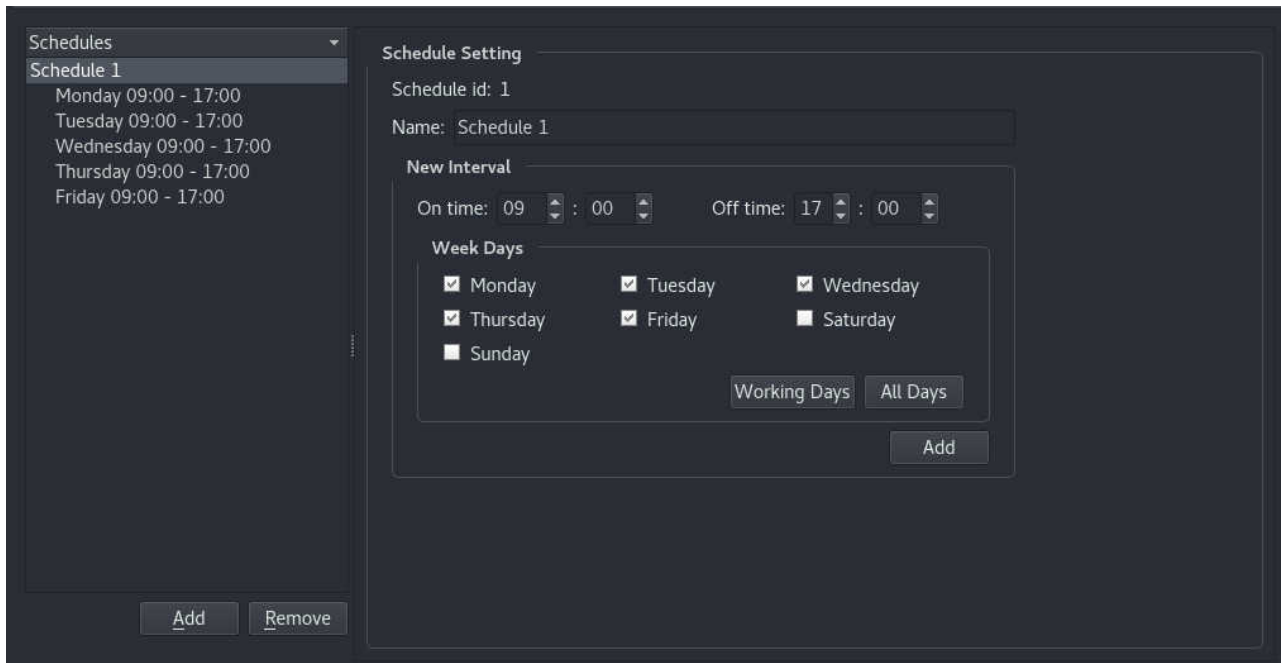 Schedules
Schedule 1
Monday 09:00 - 17:00
Tuesday 09:00 - 17:00
Wednesday 09:00 - 17:00
Thursday 09:00 - 17:00
Friday 09:00 - 17:00
Add Remove
Schedule Setting
Schedule id: 1
Name: Schedule 1
New Interval
On time: 09 : 00 Off time: 17 : 00
Week Days
Monday Tuesday Wednesday
Thursday Friday Saturday
Sunday
Working Days All Days
Add